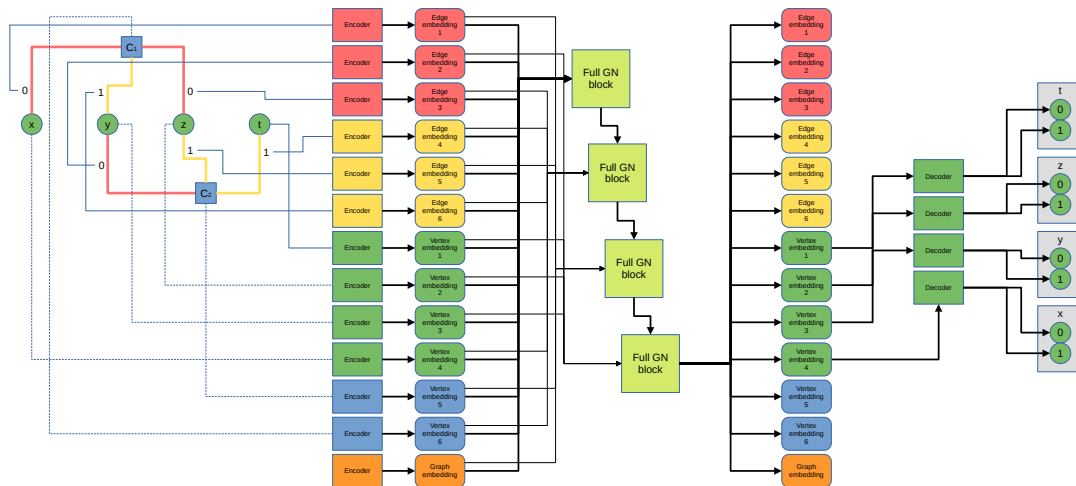 C₁
0
1
0
x
y
z
t
0
1
1
C₂
Encoder
Edge
embedding
1
Encoder
Edge
embedding
2
Encoder
Edge
embedding
3
Encoder
Edge
embedding
4
Encoder
Edge
embedding
5
Encoder
Edge
embedding
6
Encoder
Vertex
embedding
1
Encoder
Vertex
embedding
2
Encoder
Vertex
embedding
3
Encoder
Vertex
embedding
4
Encoder
Vertex
embedding
5
Encoder
Vertex
embedding
6
Encoder
Graph
embedding
Full GN
block
Full GN
block
Full GN
block
Full GN
block
Edge
embedding
1
Edge
embedding
2
Edge
embedding
3
Edge
embedding
4
Edge
embedding
5
Edge
embedding
6
Vertex
embedding
1
Vertex
embedding
2
Vertex
embedding
3
Vertex
embedding
4
Vertex
embedding
5
Vertex
embedding
6
Graph
embedding
Decoder
Decoder
Decoder
Decoder
t
0
1
z
0
1
y
0
1
x
0
1